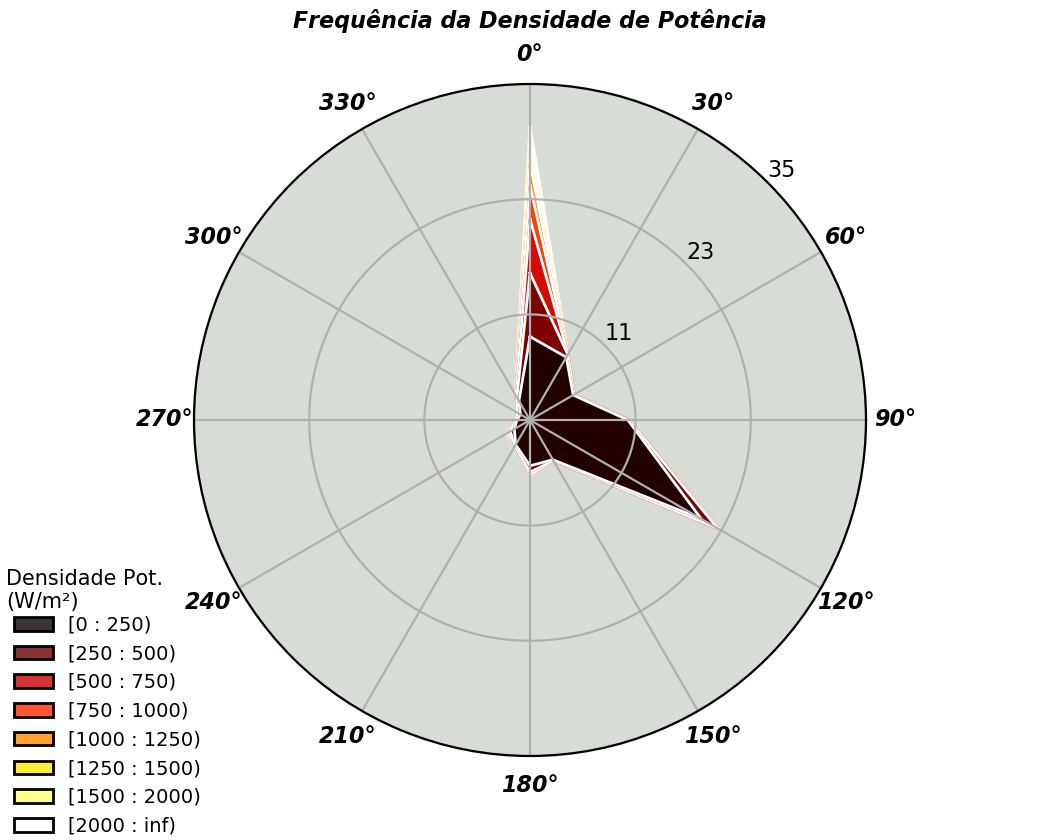 Frequência da Densidade de Potência
0°
330°
30°
35
300°
60°
23
11
270°
90°
Densidade Pot.
(W/m²)
240°
120°
[0 : 250)
[250 : 500)
[500 : 750)
[750 : 1000)
210°
150°
[1000 : 1250)
[1250 : 1500)
180°
[1500 : 2000)
[2000 : inf)